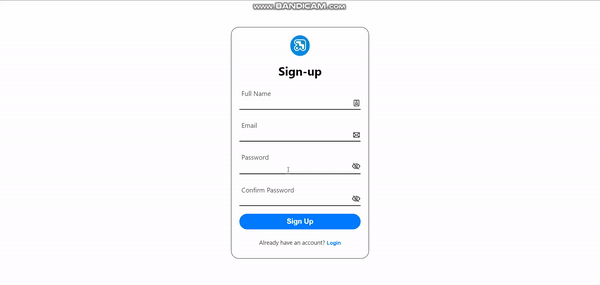 www.BANDICAM.com
Sign-up
Full Name
Email
Password
Confirm Password
Sign Up
Already have an account? Login